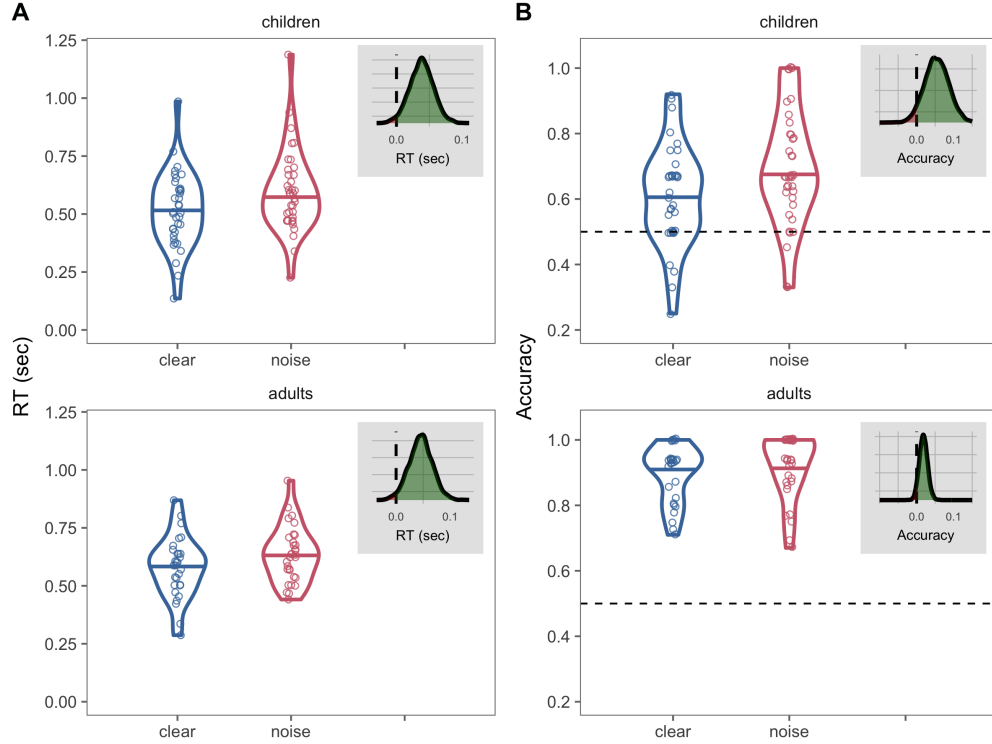 A
children
1.25
1.00
0.75
0.50
0.25
0.00
clear
noise
0.0
0.1
RT (sec)
adults
1.25
1.00
0.75
0.50
0.25
0.00
clear
noise
0.0
0.1
RT (sec)
RT (sec)
B
children
1.0
0.8
0.6
0.4
0.2
clear
noise
0.0
0.1
Accuracy
adults
1.0
0.8
0.6
0.4
0.2
clear
noise
0.0
0.1
Accuracy
Accuracy